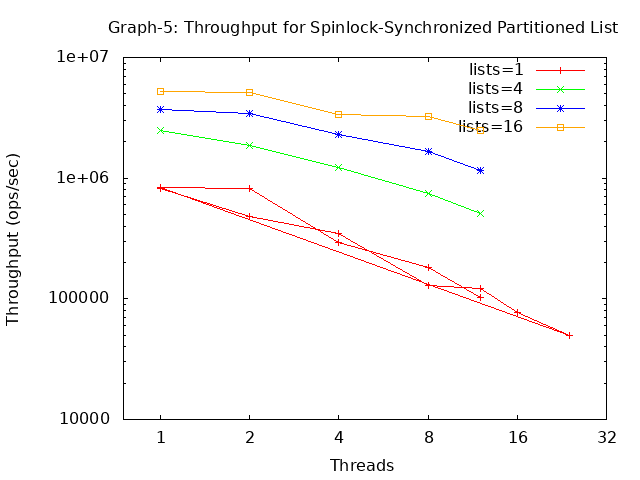 Graph-5: Throughput for Spinlock-Synchronized Partitioned List
1e+07
1e+06
100000
10000
Throughput (ops/sec)
lists=1
lists=4
lists=8
lists=16
1 2 4 8 16 32
Threads